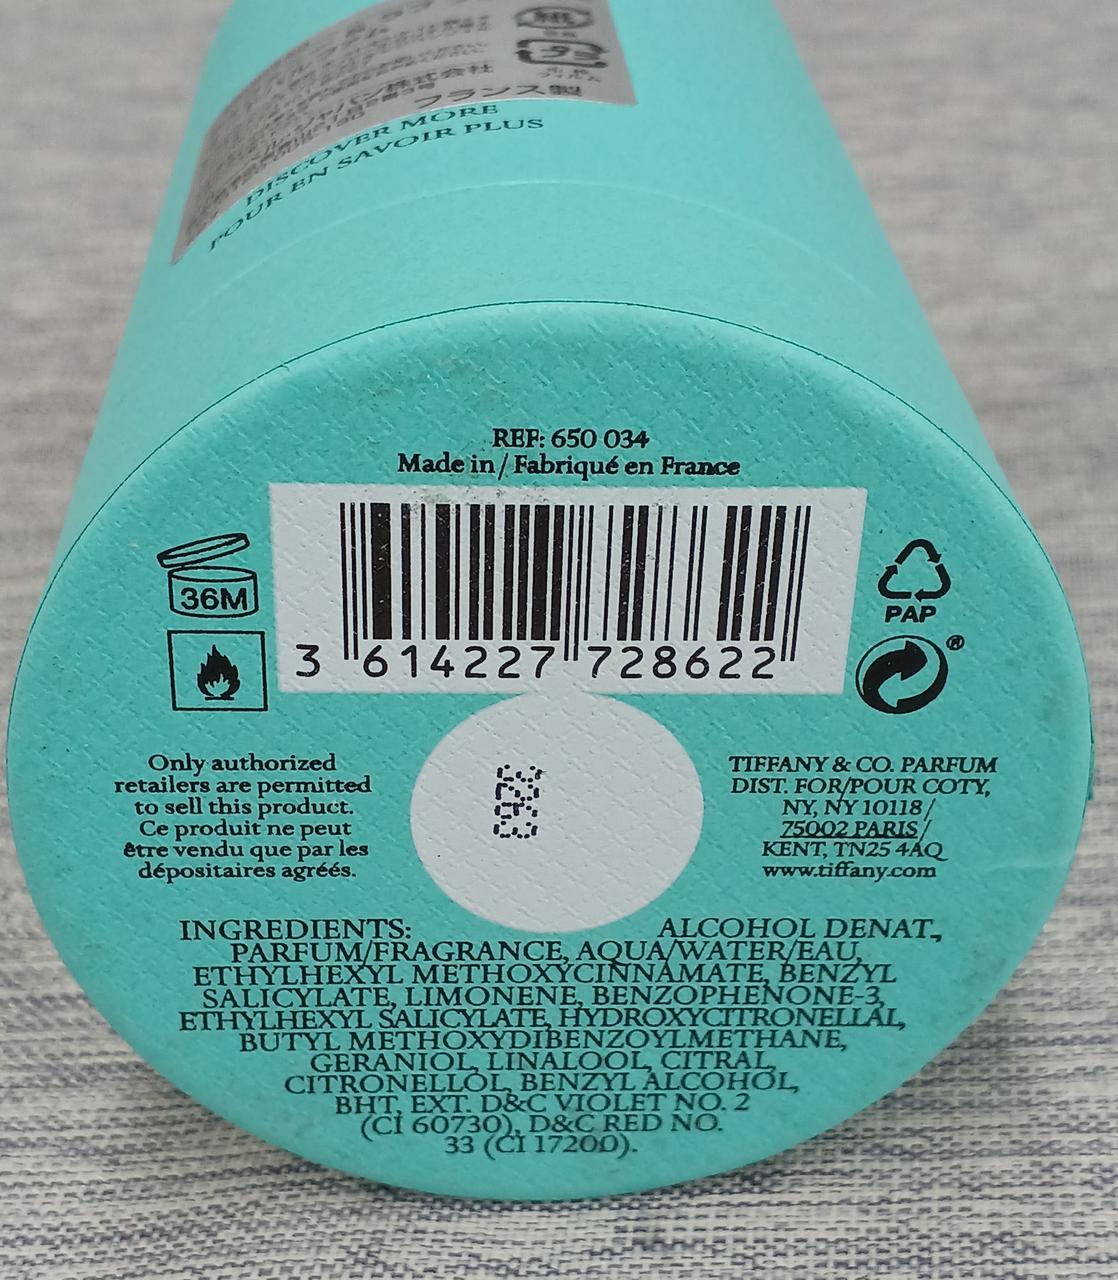 株式会社
フランス製
DISCOVER MORE
POUR EN SAVOIR PLUS
REF: 650 034
Made in / Fabriqué en France
36M
3 614227 728622
PAP
®
Only authorized
retailers are permitted
to sell this product.
Ce produit ne peut
être vendu que par les
dépositaires agréés.
TIFFANY & CO. PARFUM
DIST. FOR/POUR COTY,
NY, NY 10118 /
75002 PARIS /
KENT, TN25 4AQ
www.tiffany.com
INGREDIENTS: ALCOHOL DENAT.,
PARFUM/FRAGRANCE, AQUA/WATER/EAU,
ETHYLHEXYL METHOXYCINNAMATE, BENZYL
SALICYLATE, LIMONENE, BENZOPHENONE-3,
ETHYLHEXYL SALICYLATE, HYDROXYCITRONELLAL,
BUTYL METHOXYDIBENZOYLMETHANE,
GERANIOL, LINALOOL, CITRAL,
CITRONELLOL, BENZYL ALCOHOL,
BHT, EXT. D&C VIOLET NO. 2
(CI 60730), D&C RED NO.
33 (CI 17200).